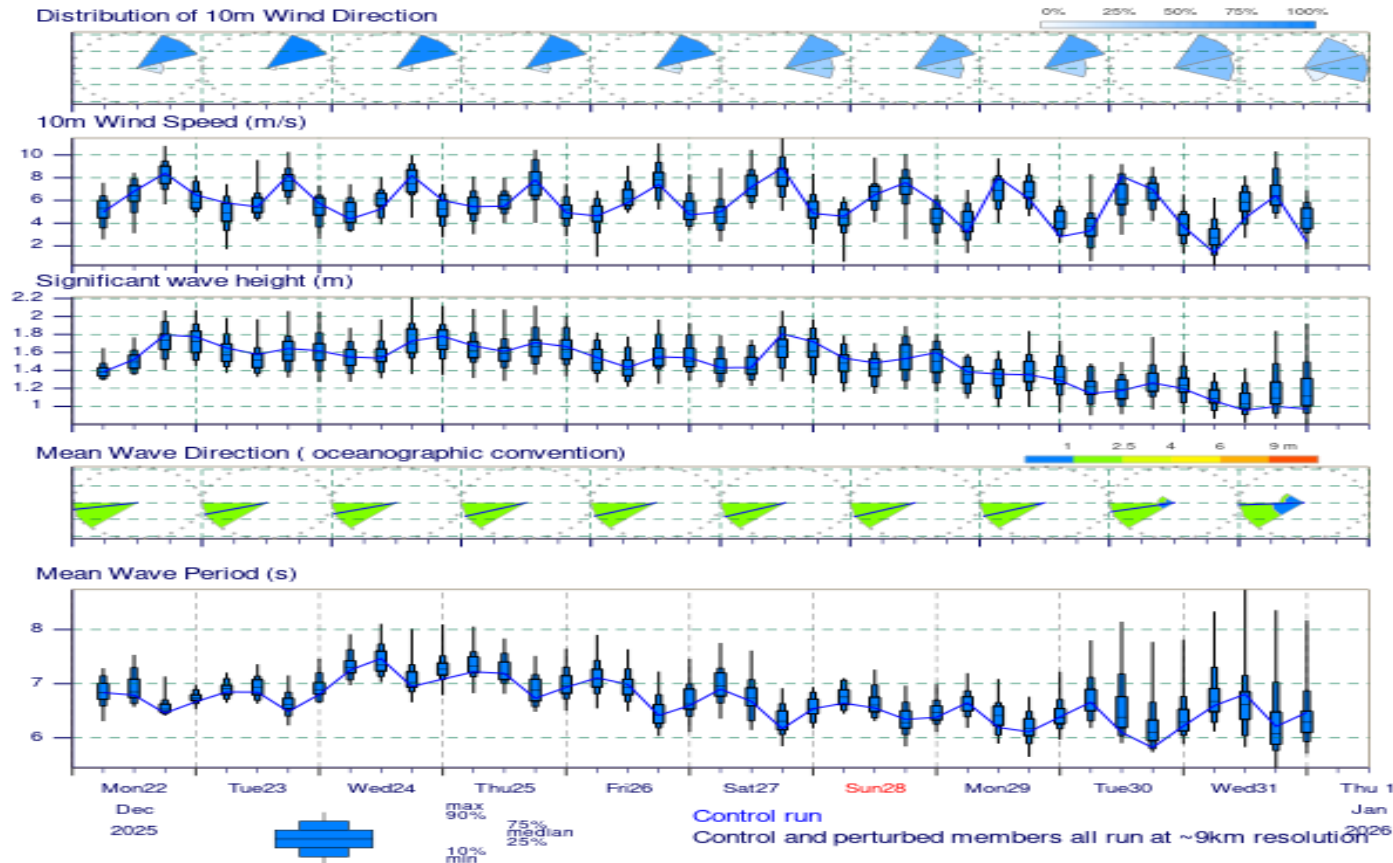 Distribution of 10m Wind Direction
0% 25% 50% 75% 100%
10m Wind Speed (m/s)
10
8
6
4
2
Significant wave height (m)
2.2
2
1.8
1.6
1.4
1.2
1
Mean Wave Direction ( oceanographic convention)
1 2.5 4 6 9 m
Mean Wave Period (s)
8
7
6
Mon22 Tue23 Wed24 Thu25 Fri26 Sat27 Sun28 Mon29 Tue30 Wed31 Thu 1
Dec Jan
2025 2026
max
90%
75%
median
25%
10%
min
Control run
Control and perturbed members all run at ~9km resolution